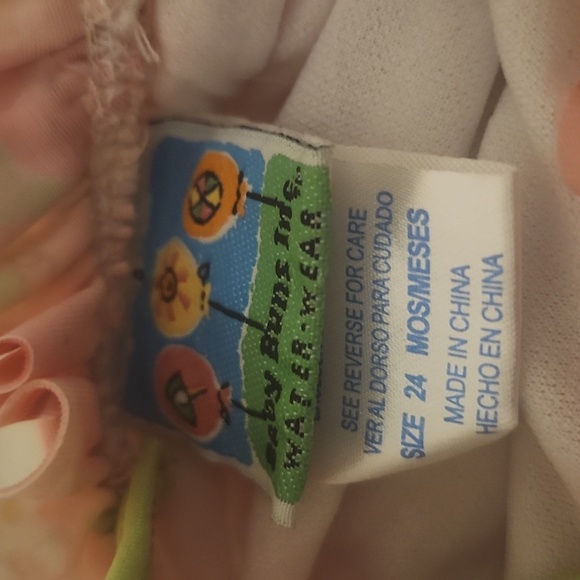 Baby Buns Inc.
WATER·WEAR
SEE REVERSE FOR CARE
VER AL DORSO PARA CUDADO
SIZE 24 MOS/MESES
MADE IN CHINA
HECHO EN CHINA